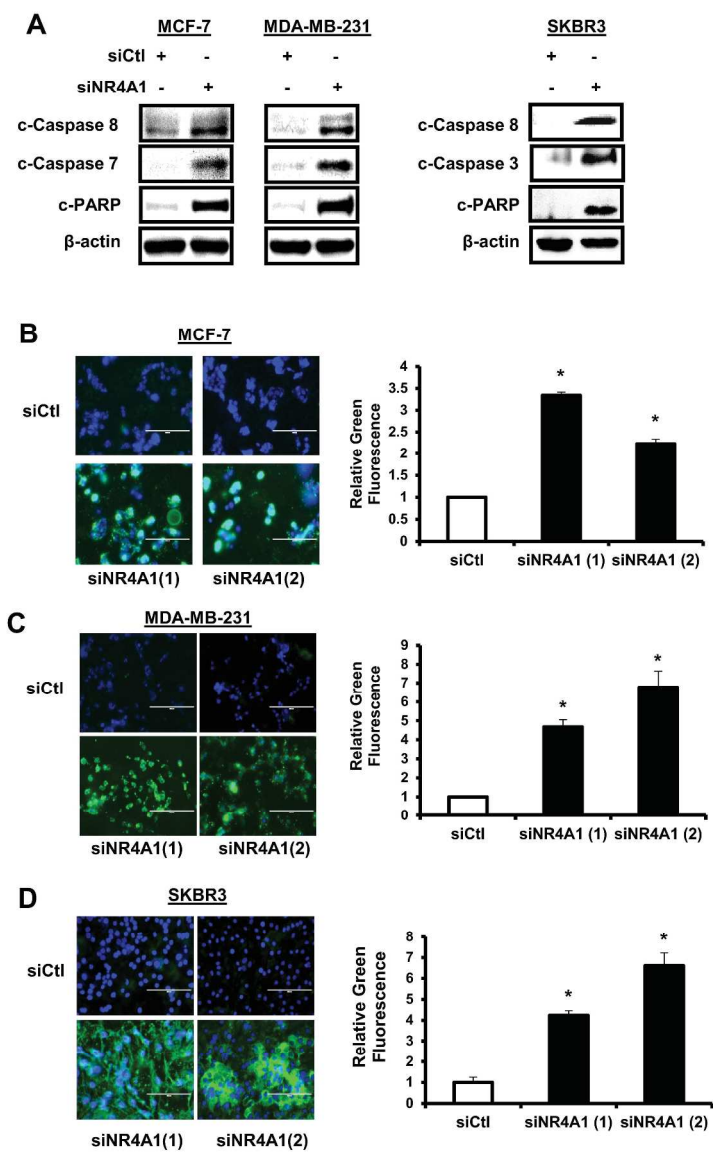 A
MCF-7 MDA-MB-231 SKBR3
siCtl + - + - + -
siNR4A1 - + - + - +
c-Caspase 8 c-Caspase 8
c-Caspase 7 c-Caspase 3
c-PARP c-PARP
β-actin β-actin
B
MCF-7
siCtl
siNR4A1(1) siNR4A1(2)
Relative Green
Fluorescence
4
3.5
3
2.5
2
1.5
1
0.5
0
* *
siCtl siNR4A1 (1) siNR4A1 (2)
C
MDA-MB-231
siCtl
siNR4A1(1) siNR4A1(2)
Relative Green
Fluorescence
9
8
7
6
5
4
3
2
1
0
* *
siCtl siNR4A1 (1) siNR4A1 (2)
D
SKBR3
siCtl
siNR4A1(1) siNR4A1(2)
Relative Green
Fluorescence
8
7
6
5
4
3
2
1
0
* *
siCtl siNR4A1 (1) siNR4A1 (2)